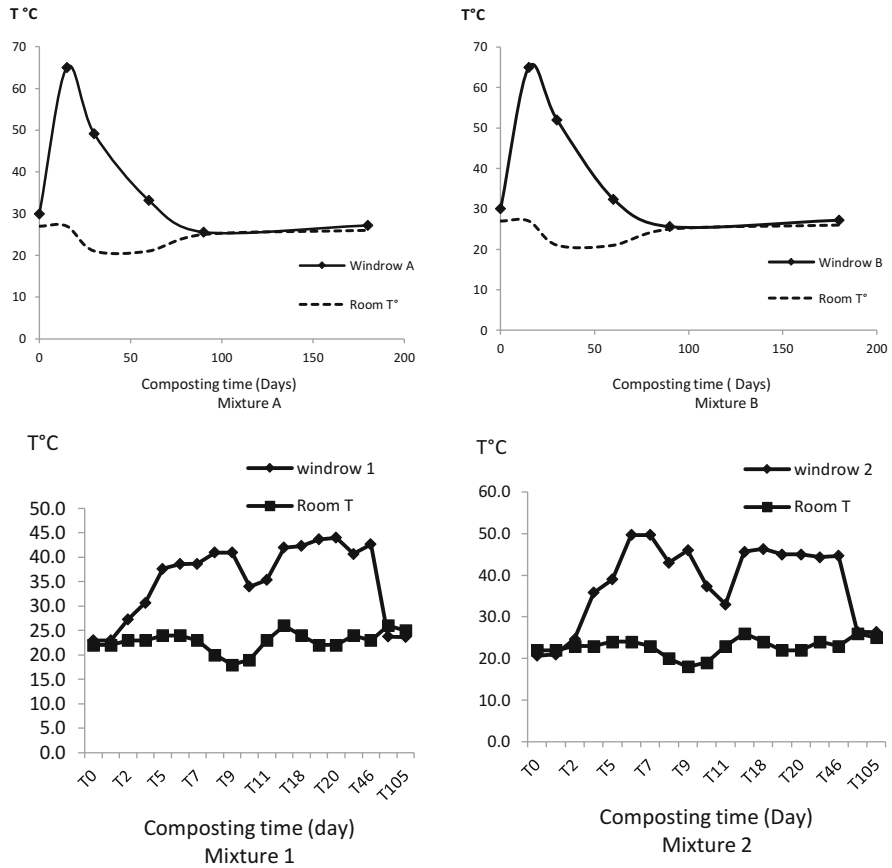 T °C
70
60
50
40
30
20
10
0
0
50
100
150
200
Windrow A
Room T°
Composting time (Days)
Mixture A
T°C
70
60
50
40
30
20
10
0
0
50
100
150
200
Windrow B
Room T°
Composting time ( Days)
Mixture B
T°C
windrow 1
Room T
50.0
45.0
40.0
35.0
30.0
25.0
20.0
15.0
10.0
5.0
0.0
T0
T2
T5
T7
T9
T11
T18
T20
T46
T105
Composting time (day)
Mixture 1
T°C
windrow 2
Room T
60.0
50.0
40.0
30.0
20.0
10.0
0.0
T0
T2
T5
T7
T9
T11
T18
T20
T46
T105
Composting time (Day)
Mixture 2